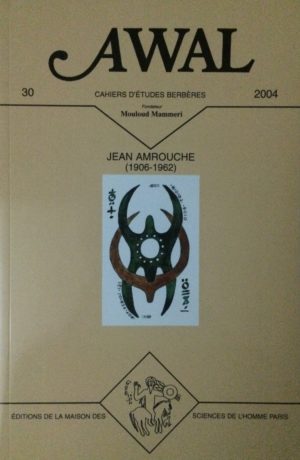 AWAL
30
CAHIERS D'ÉTUDES BERBÈRES
2004
Fondateur
Mouloud Mammeri
JEAN AMROUCHE
(1906-1962)
ÉDITIONS DE LA MAISON DES
SCIENCES DE L'HOMME PARIS